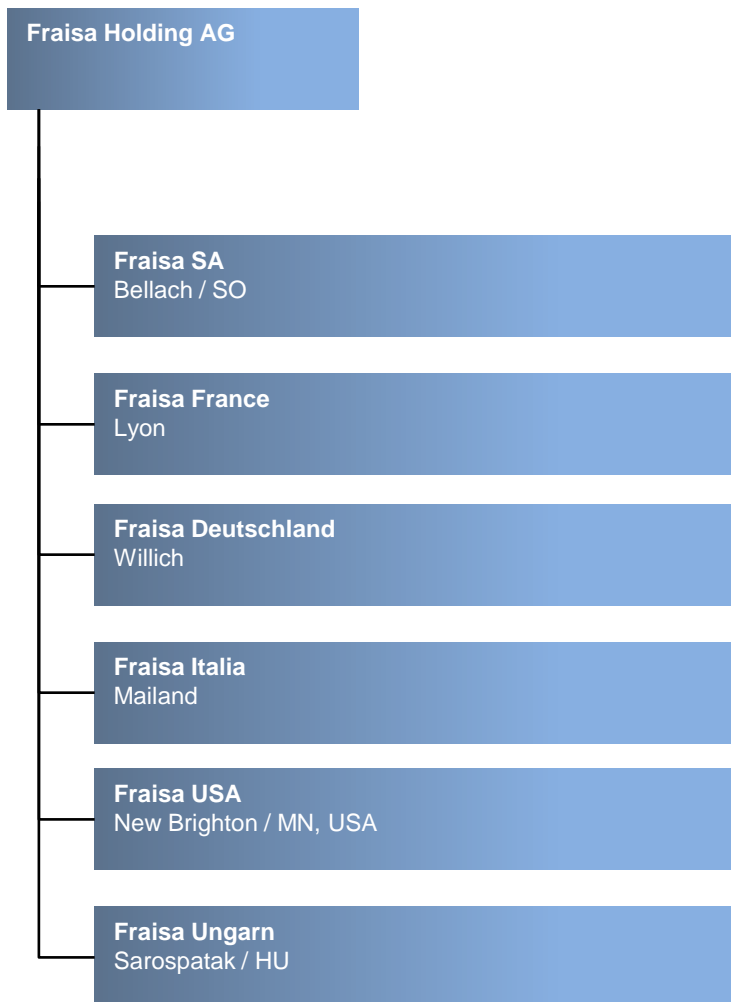 Fraisa Holding AG
Fraisa SA
Bellach / SO
Fraisa France
Lyon
Fraisa Deutschland
Willich
Fraisa Italia
Mailand
Fraisa USA
New Brighton / MN, USA
Fraisa Ungarn
Sarospatak / HU